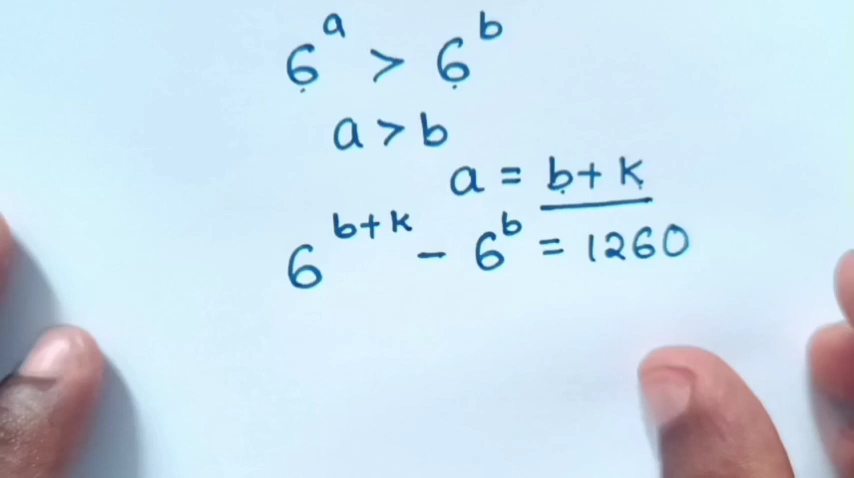 6^a > 6^b
a > b
a = b + k
6^{b+k} - 6^b = 1260